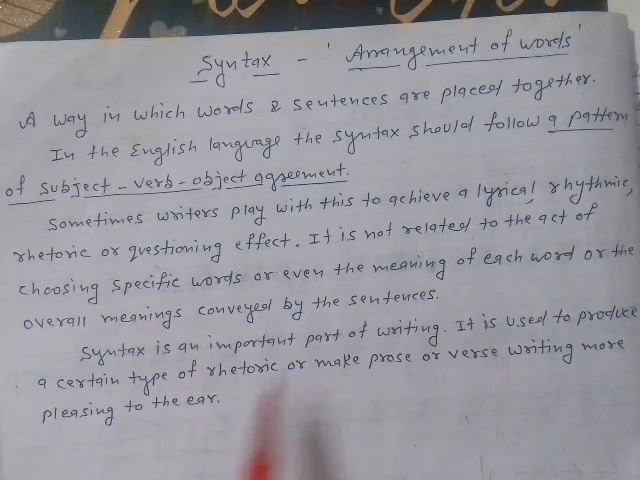 Syntax - 'Arrangement of words'
A way in which words & sentences are placed together.
In the English language the syntax should follow a pattern
of subject-verb-object agreement.
Sometimes writers play with this to achieve a lyrical, rhythmic,
rhetoric or questioning effect. It is not related to the act of
choosing specific words or even the meaning of each word or the
overall meanings conveyed by the sentences.
Syntax is an important part of writing. It is used to produce
a certain type of rhetoric or make prose or verse writing more
pleasing to the ear.